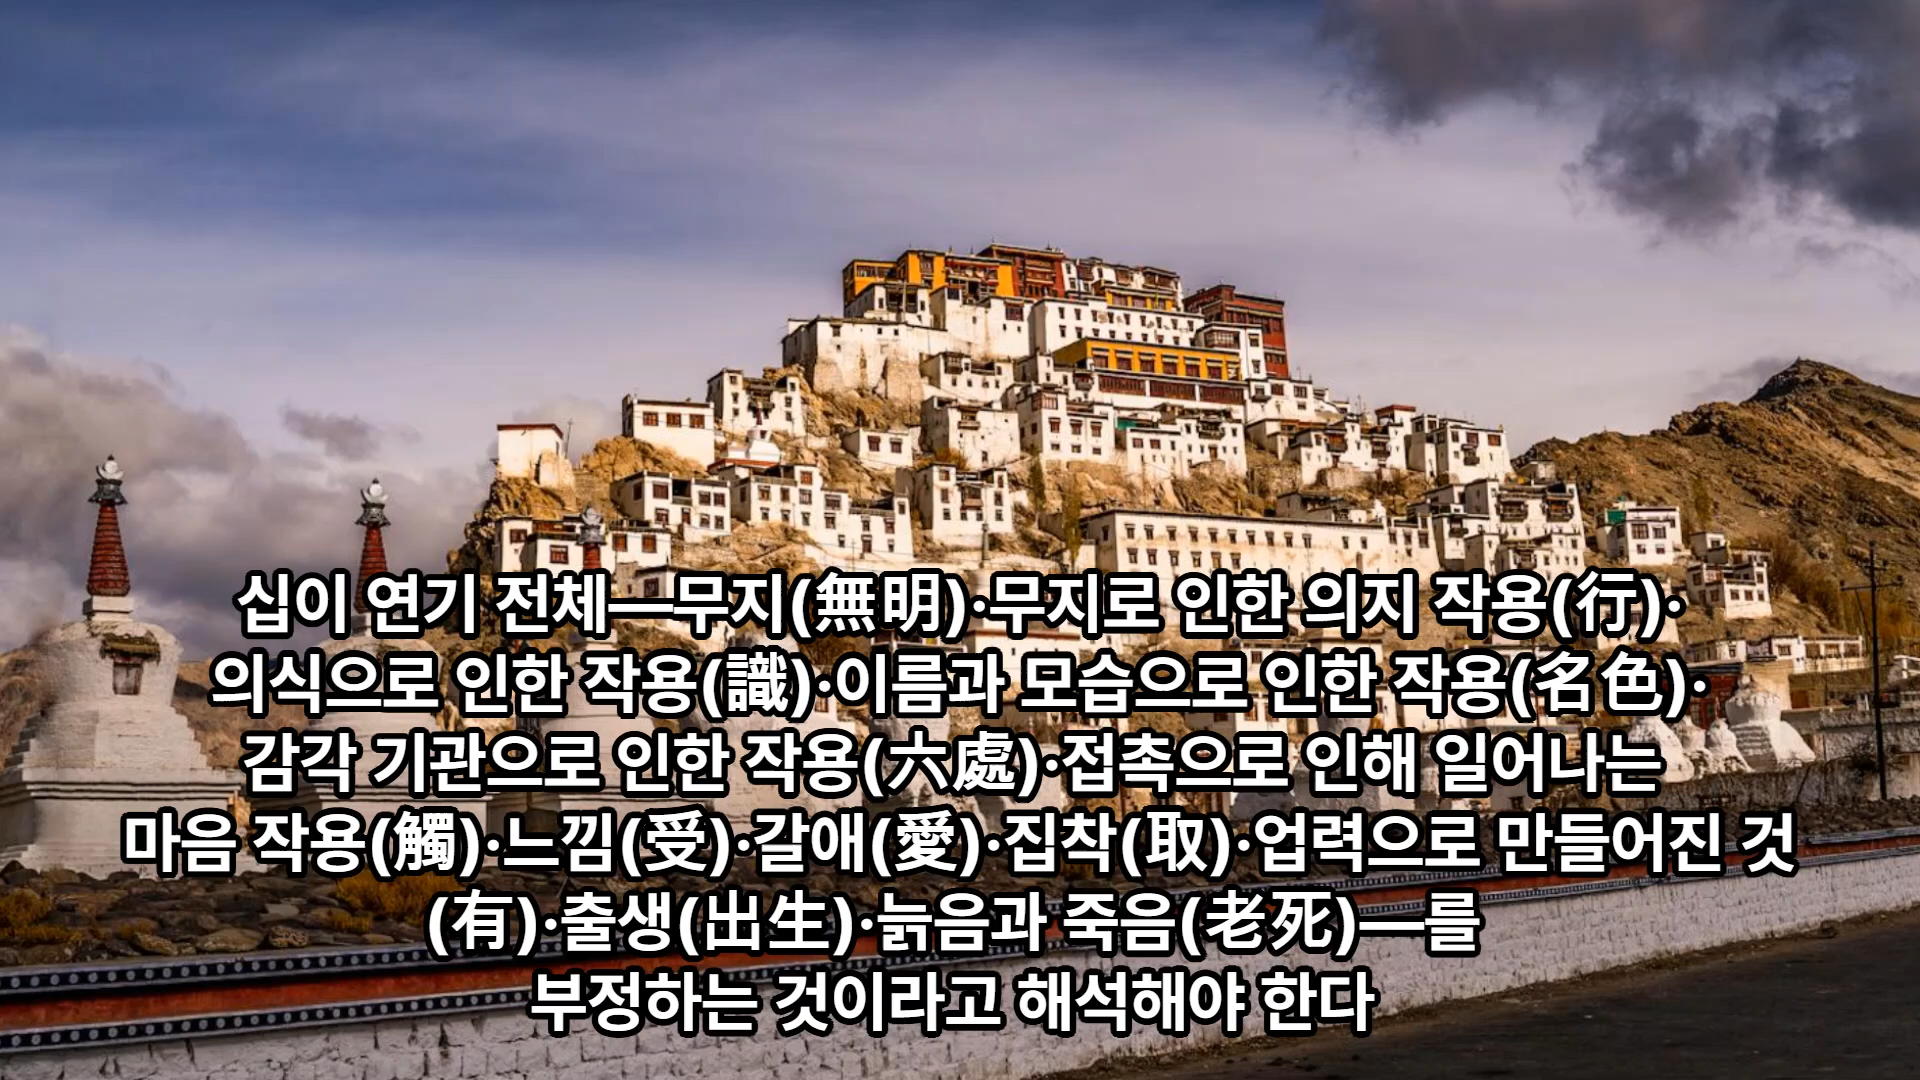 십이 연기 전체—무지(無明)·무지로 인한 의지 작용(行)·
의식으로 인한 작용(識)·이름과 모습으로 인한 작용(名色)·
감각 기관으로 인한 작용(六處)·접촉으로 인해 일어나는
마음 작용(觸)·느낌(受)·갈애(愛)·집착(取)·업력으로 만들어진 것
(有)·출생(出生)·늙음과 죽음(老死)—를
부정하는 것이라고 해석해야 한다